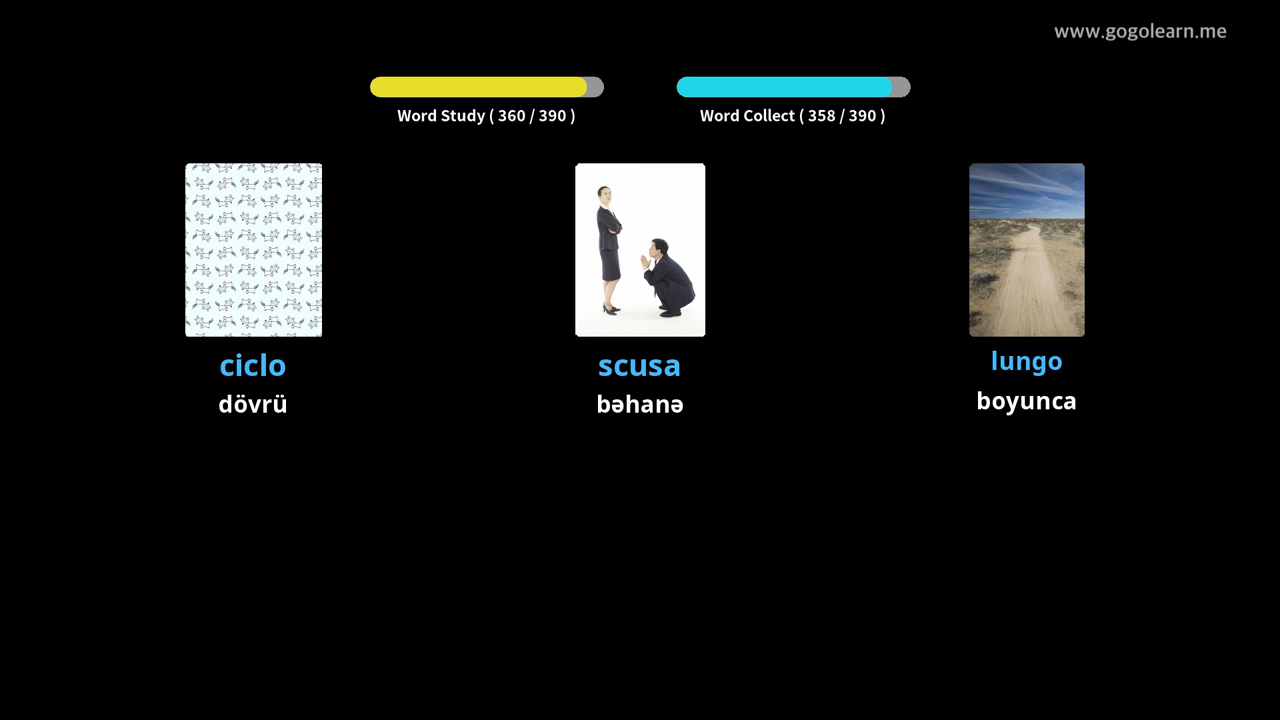 www.gogolearn.me
Word Study ( 360 / 390 )
Word Collect ( 358 / 390 )
ciclo
dövrü
scusa
bəhanə
lungo
boyunca